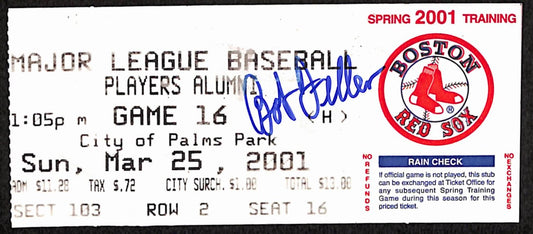 SPRING 2001 TRAINING
MAJOR LEAGUE BASEBALL
PLAYERS ALUMNI
GAME 16 (H)
Bob Feller
1:05p m
City of Palms Park
Sun, Mar 25, 2001
ADM $11.28 TAX $.72 CITY SURCH. $1.00 TOTAL $13.00
SECT 103 ROW 2 SEAT 16
BOSTON
RED SOX
®
NO REFUNDS
RAIN CHECK
If official game is not played, this stub
can be exchanged at Ticket Office for
any subsequent Spring Training
Game during this season for this
priced ticket.
NO EXCHANGES